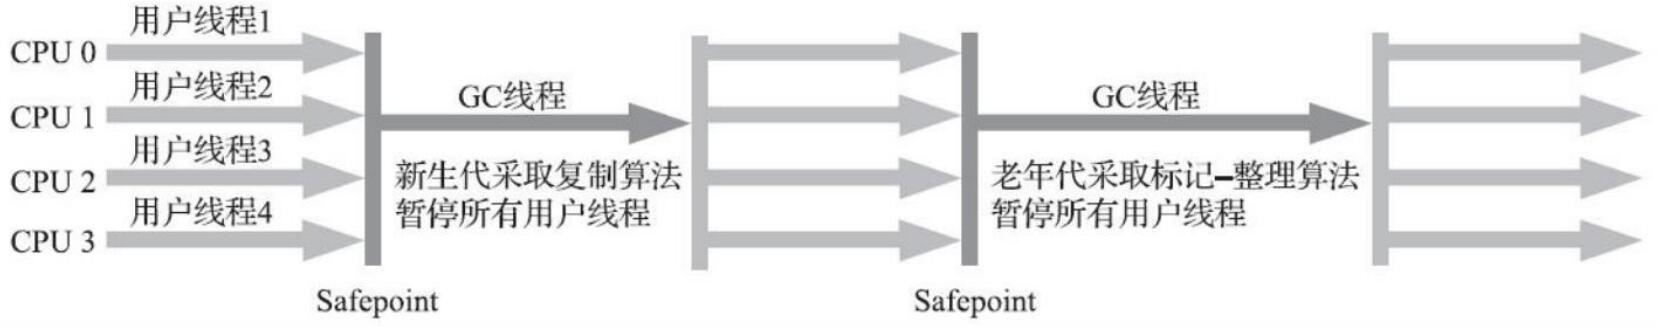 用户线程1
CPU 0
用户线程2
CPU 1
用户线程3
CPU 2
用户线程4
CPU 3
Safepoint
GC线程
新生代采取复制算法
暂停所有用户线程
Safepoint
GC线程
老年代采取标记–整理算法
暂停所有用户线程